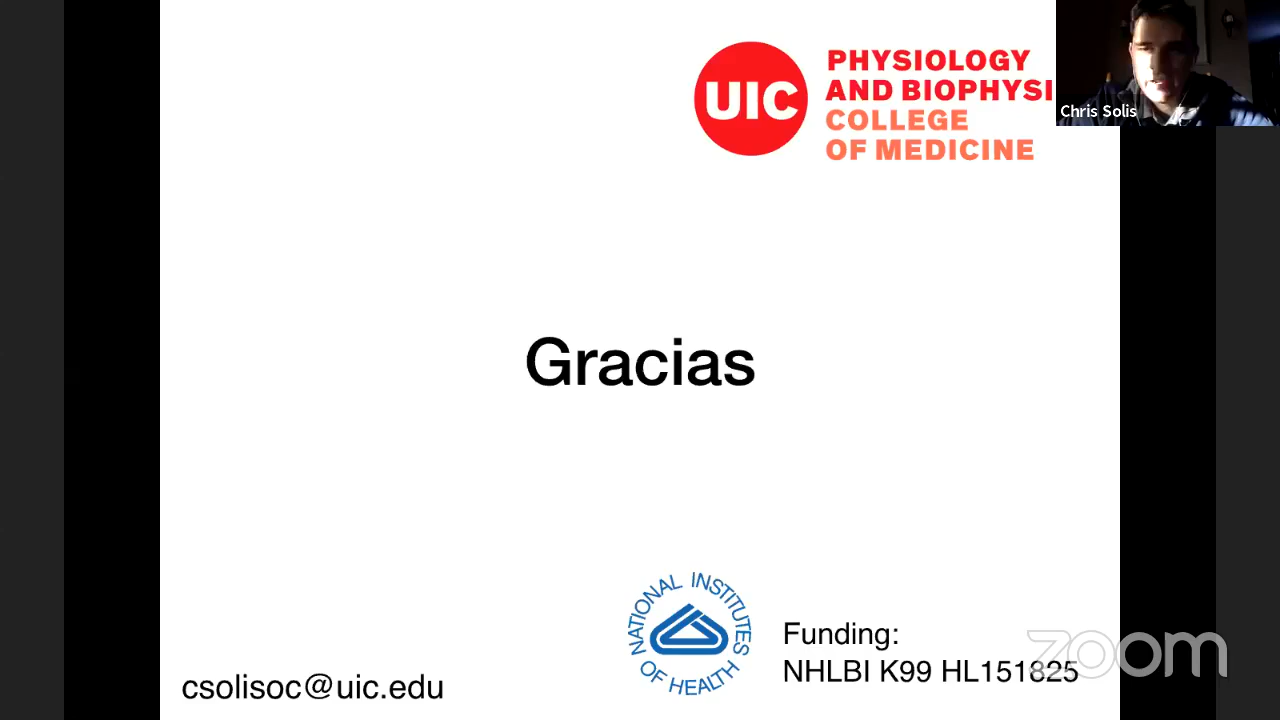 UIC
PHYSIOLOGY
AND BIOPHYSI
COLLEGE
OF MEDICINE
Chris Solis
Gracias
NATIONAL INSTITUTES
OF HEALTH
Funding:
NHLBI K99 HL151825
zoom
csolisoc@uic.edu